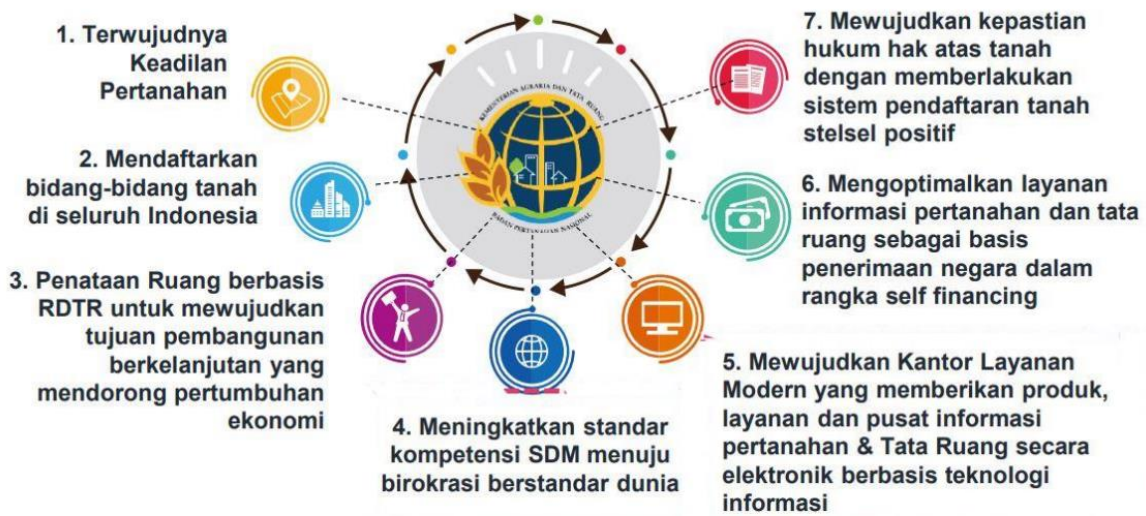 1. Terwujudnya
Keadilan
Pertanahan
2. Mendaftarkan
bidang-bidang tanah
di seluruh Indonesia
3. Penataan Ruang berbasis
RDTR untuk mewujudkan
tujuan pembangunan
berkelanjutan yang
mendorong pertumbuhan
ekonomi
4. Meningkatkan standar
kompetensi SDM menuju
birokrasi berstandar dunia
5. Mewujudkan Kantor Layanan
Modern yang memberikan produk,
layanan dan pusat informasi
pertanahan & Tata Ruang secara
elektronik berbasis teknologi
informasi
6. Mengoptimalkan layanan
informasi pertanahan dan tata
ruang sebagai basis
penerimaan negara dalam
rangka self financing
7. Mewujudkan kepastian
hukum hak atas tanah
dengan memberlakukan
sistem pendaftaran tanah
stelsel positif
KEMENTERIAN AGRARIA DAN TATA RUANG
BADAN PERTANAHAN NASIONAL